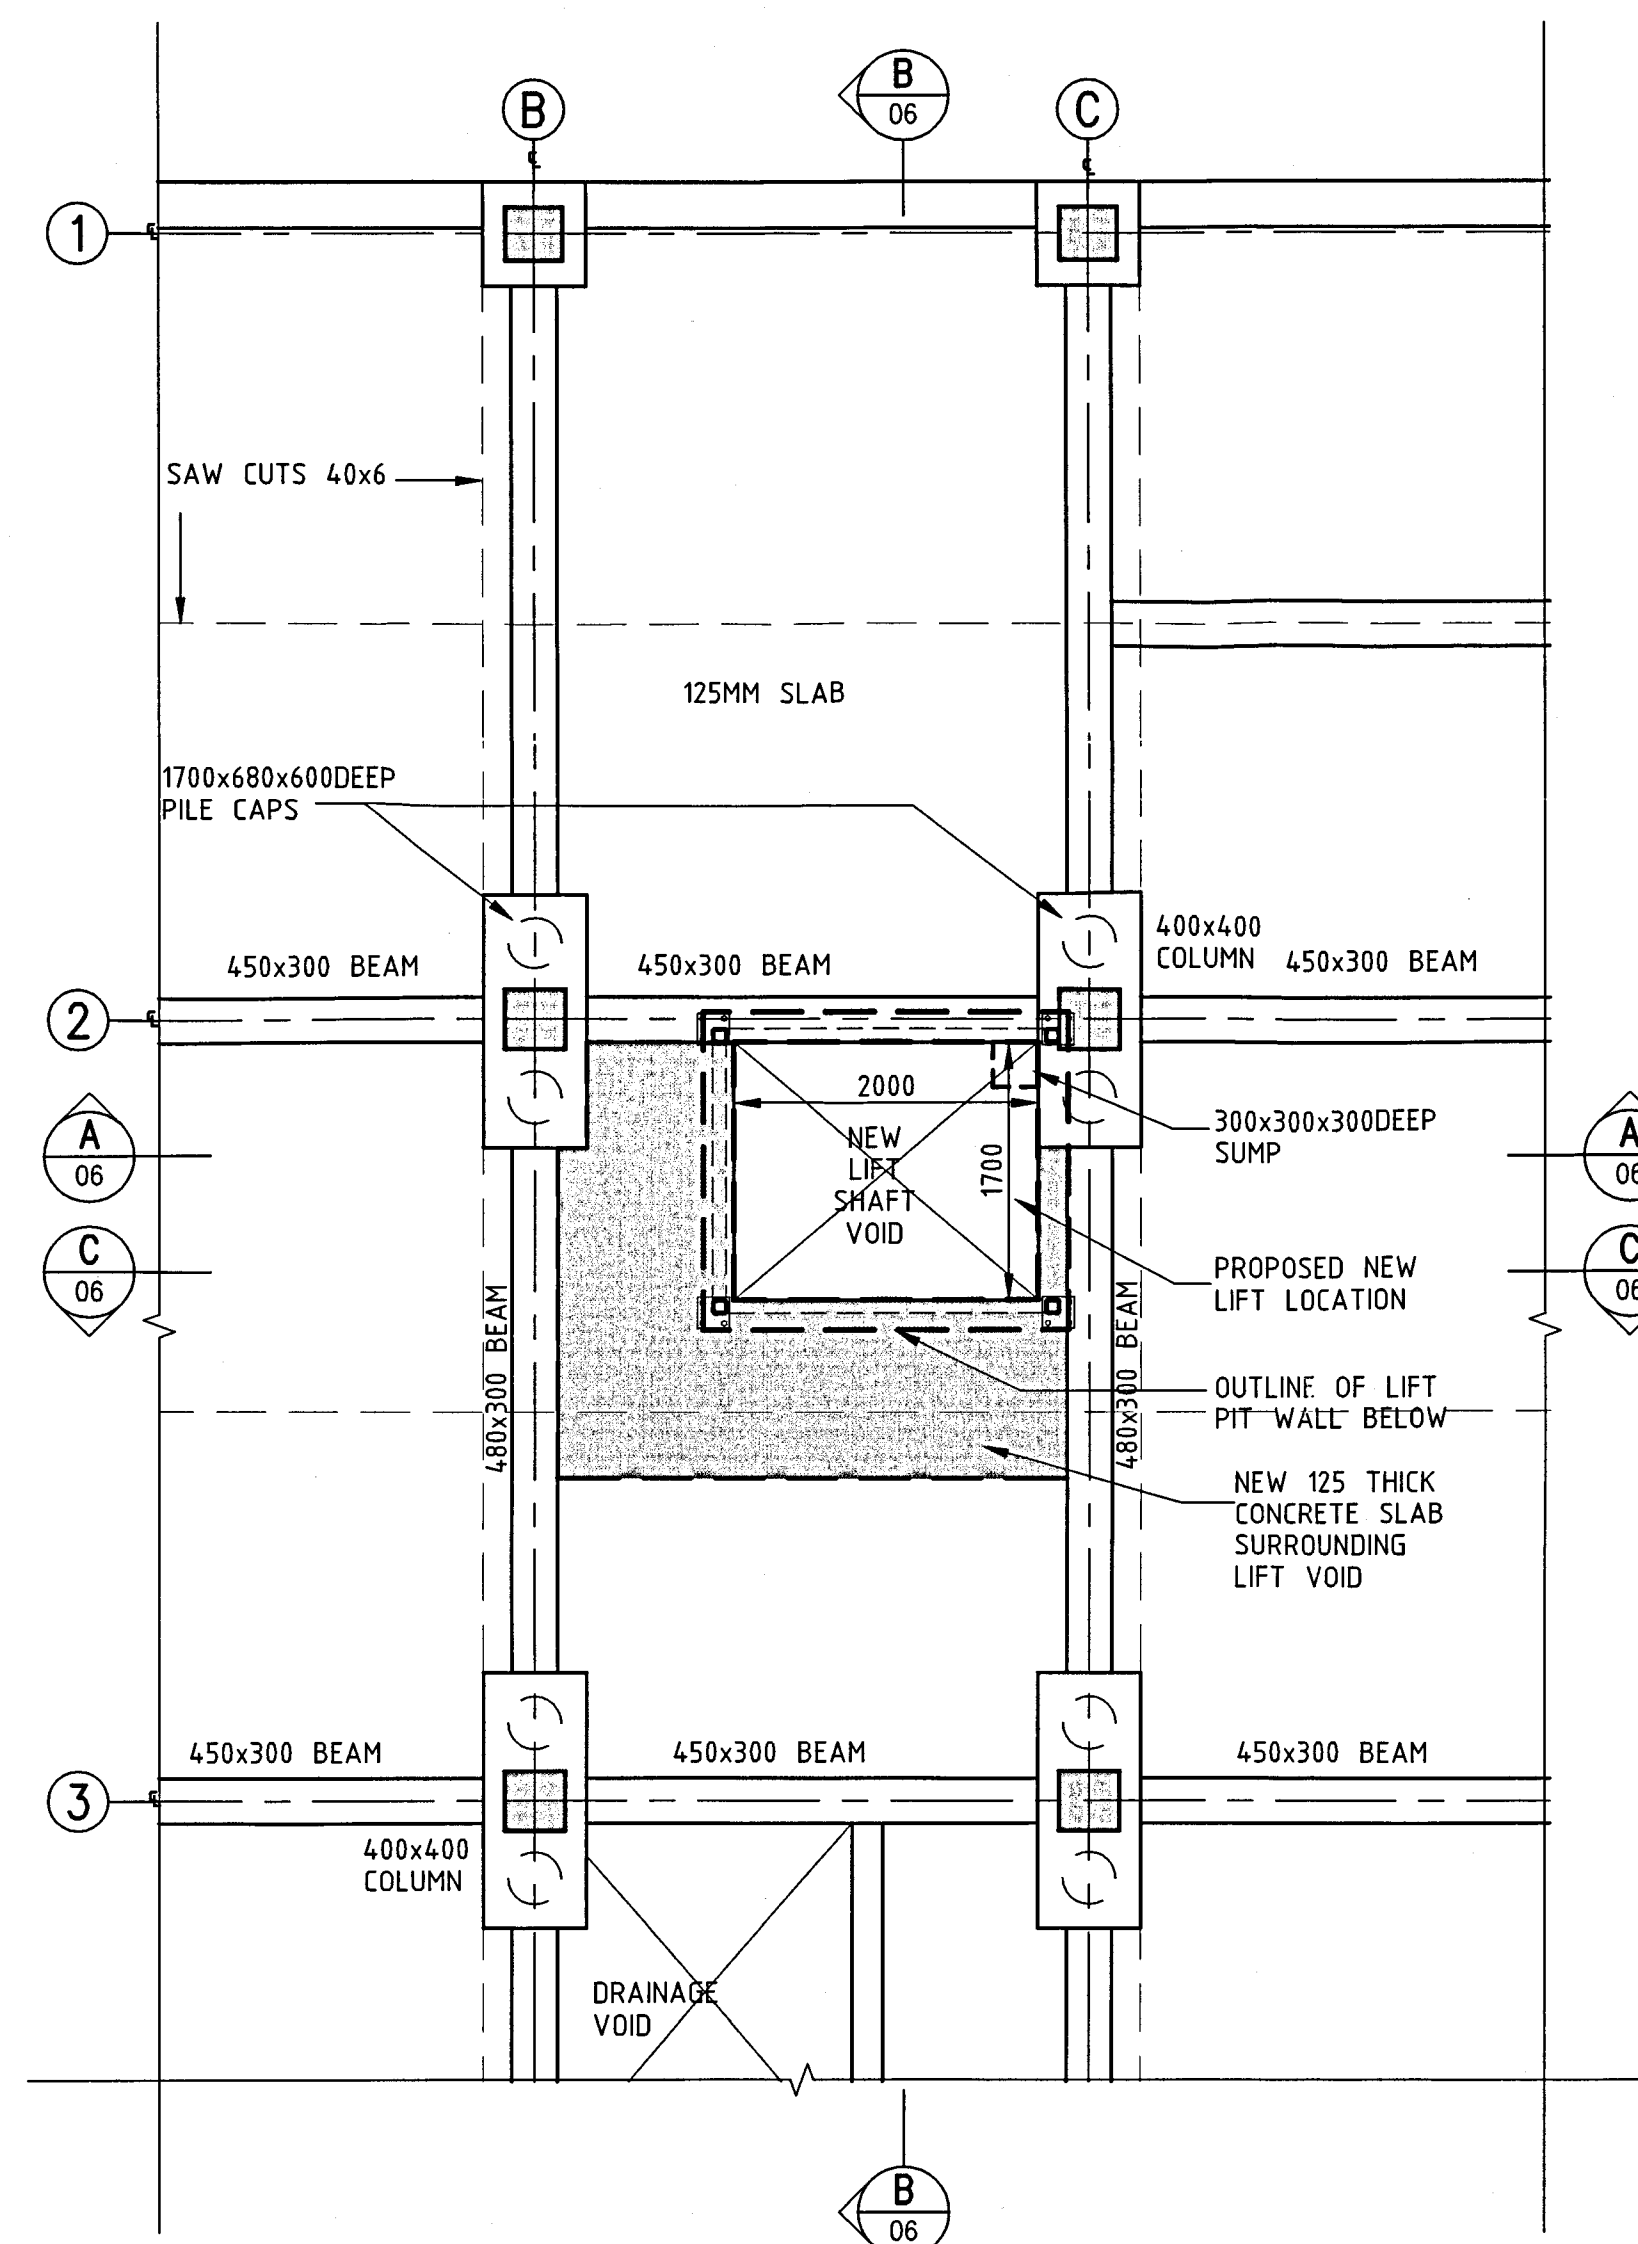 B
06
B
C
1
SAW CUTS 40x6
125MM SLAB
1700x680x600DEEP
PILE CAPS
400x400
COLUMN
450x300 BEAM
450x300 BEAM
450x300 BEAM
2
2000
1700
NEW
LIFT
SHAFT
VOID
300x300x300DEEP
SUMP
A
06
A
06
C
06
C
06
PROPOSED NEW
LIFT LOCATION
480x300 BEAM
480x300 BEAM
OUTLINE OF LIFT
PIT WALL BELOW
NEW 125 THICK
CONCRETE SLAB
SURROUNDING
LIFT VOID
450x300 BEAM
450x300 BEAM
450x300 BEAM
3
400x400
COLUMN
DRAINAGE
VOID
B
06